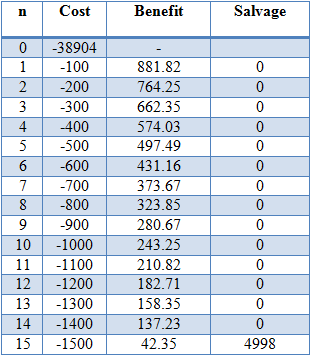 n Cost Benefit Salvage
0 -38904 -
1 -100 881.82 0
2 -200 764.25 0
3 -300 662.35 0
4 -400 574.03 0
5 -500 497.49 0
6 -600 431.16 0
7 -700 373.67 0
8 -800 323.85 0
9 -900 280.67 0
10 -1000 243.25 0
11 -1100 210.82 0
12 -1200 182.71 0
13 -1300 158.35 0
14 -1400 137.23 0
15 -1500 42.35 4998